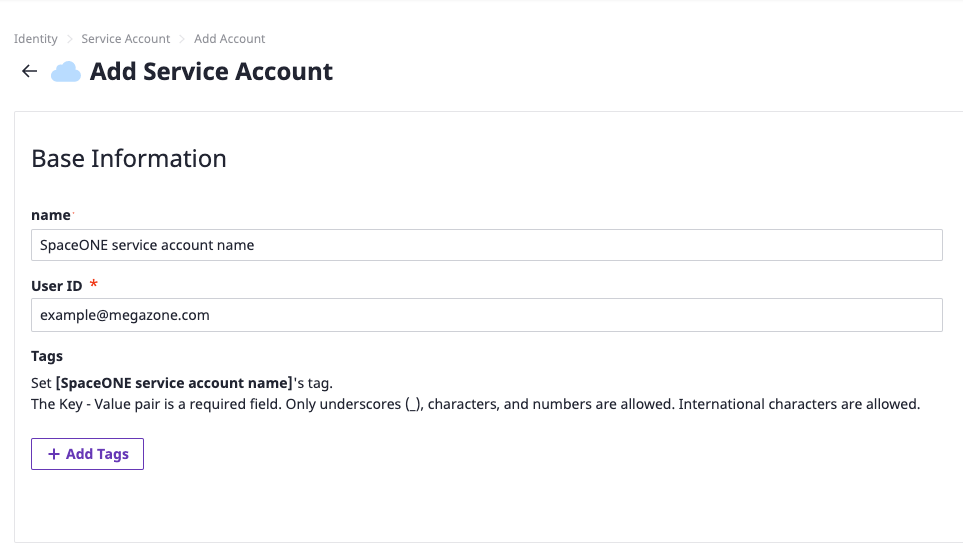 Identity > Service Account > Add Account
Add Service Account
Base Information
name
SpaceONE service account name
User ID *
example@megazone.com
Tags
Set [SpaceONE service account name]'s tag.
The Key - Value pair is a required field. Only underscores (_), characters, and numbers are allowed. International characters are allowed.
+ Add Tags